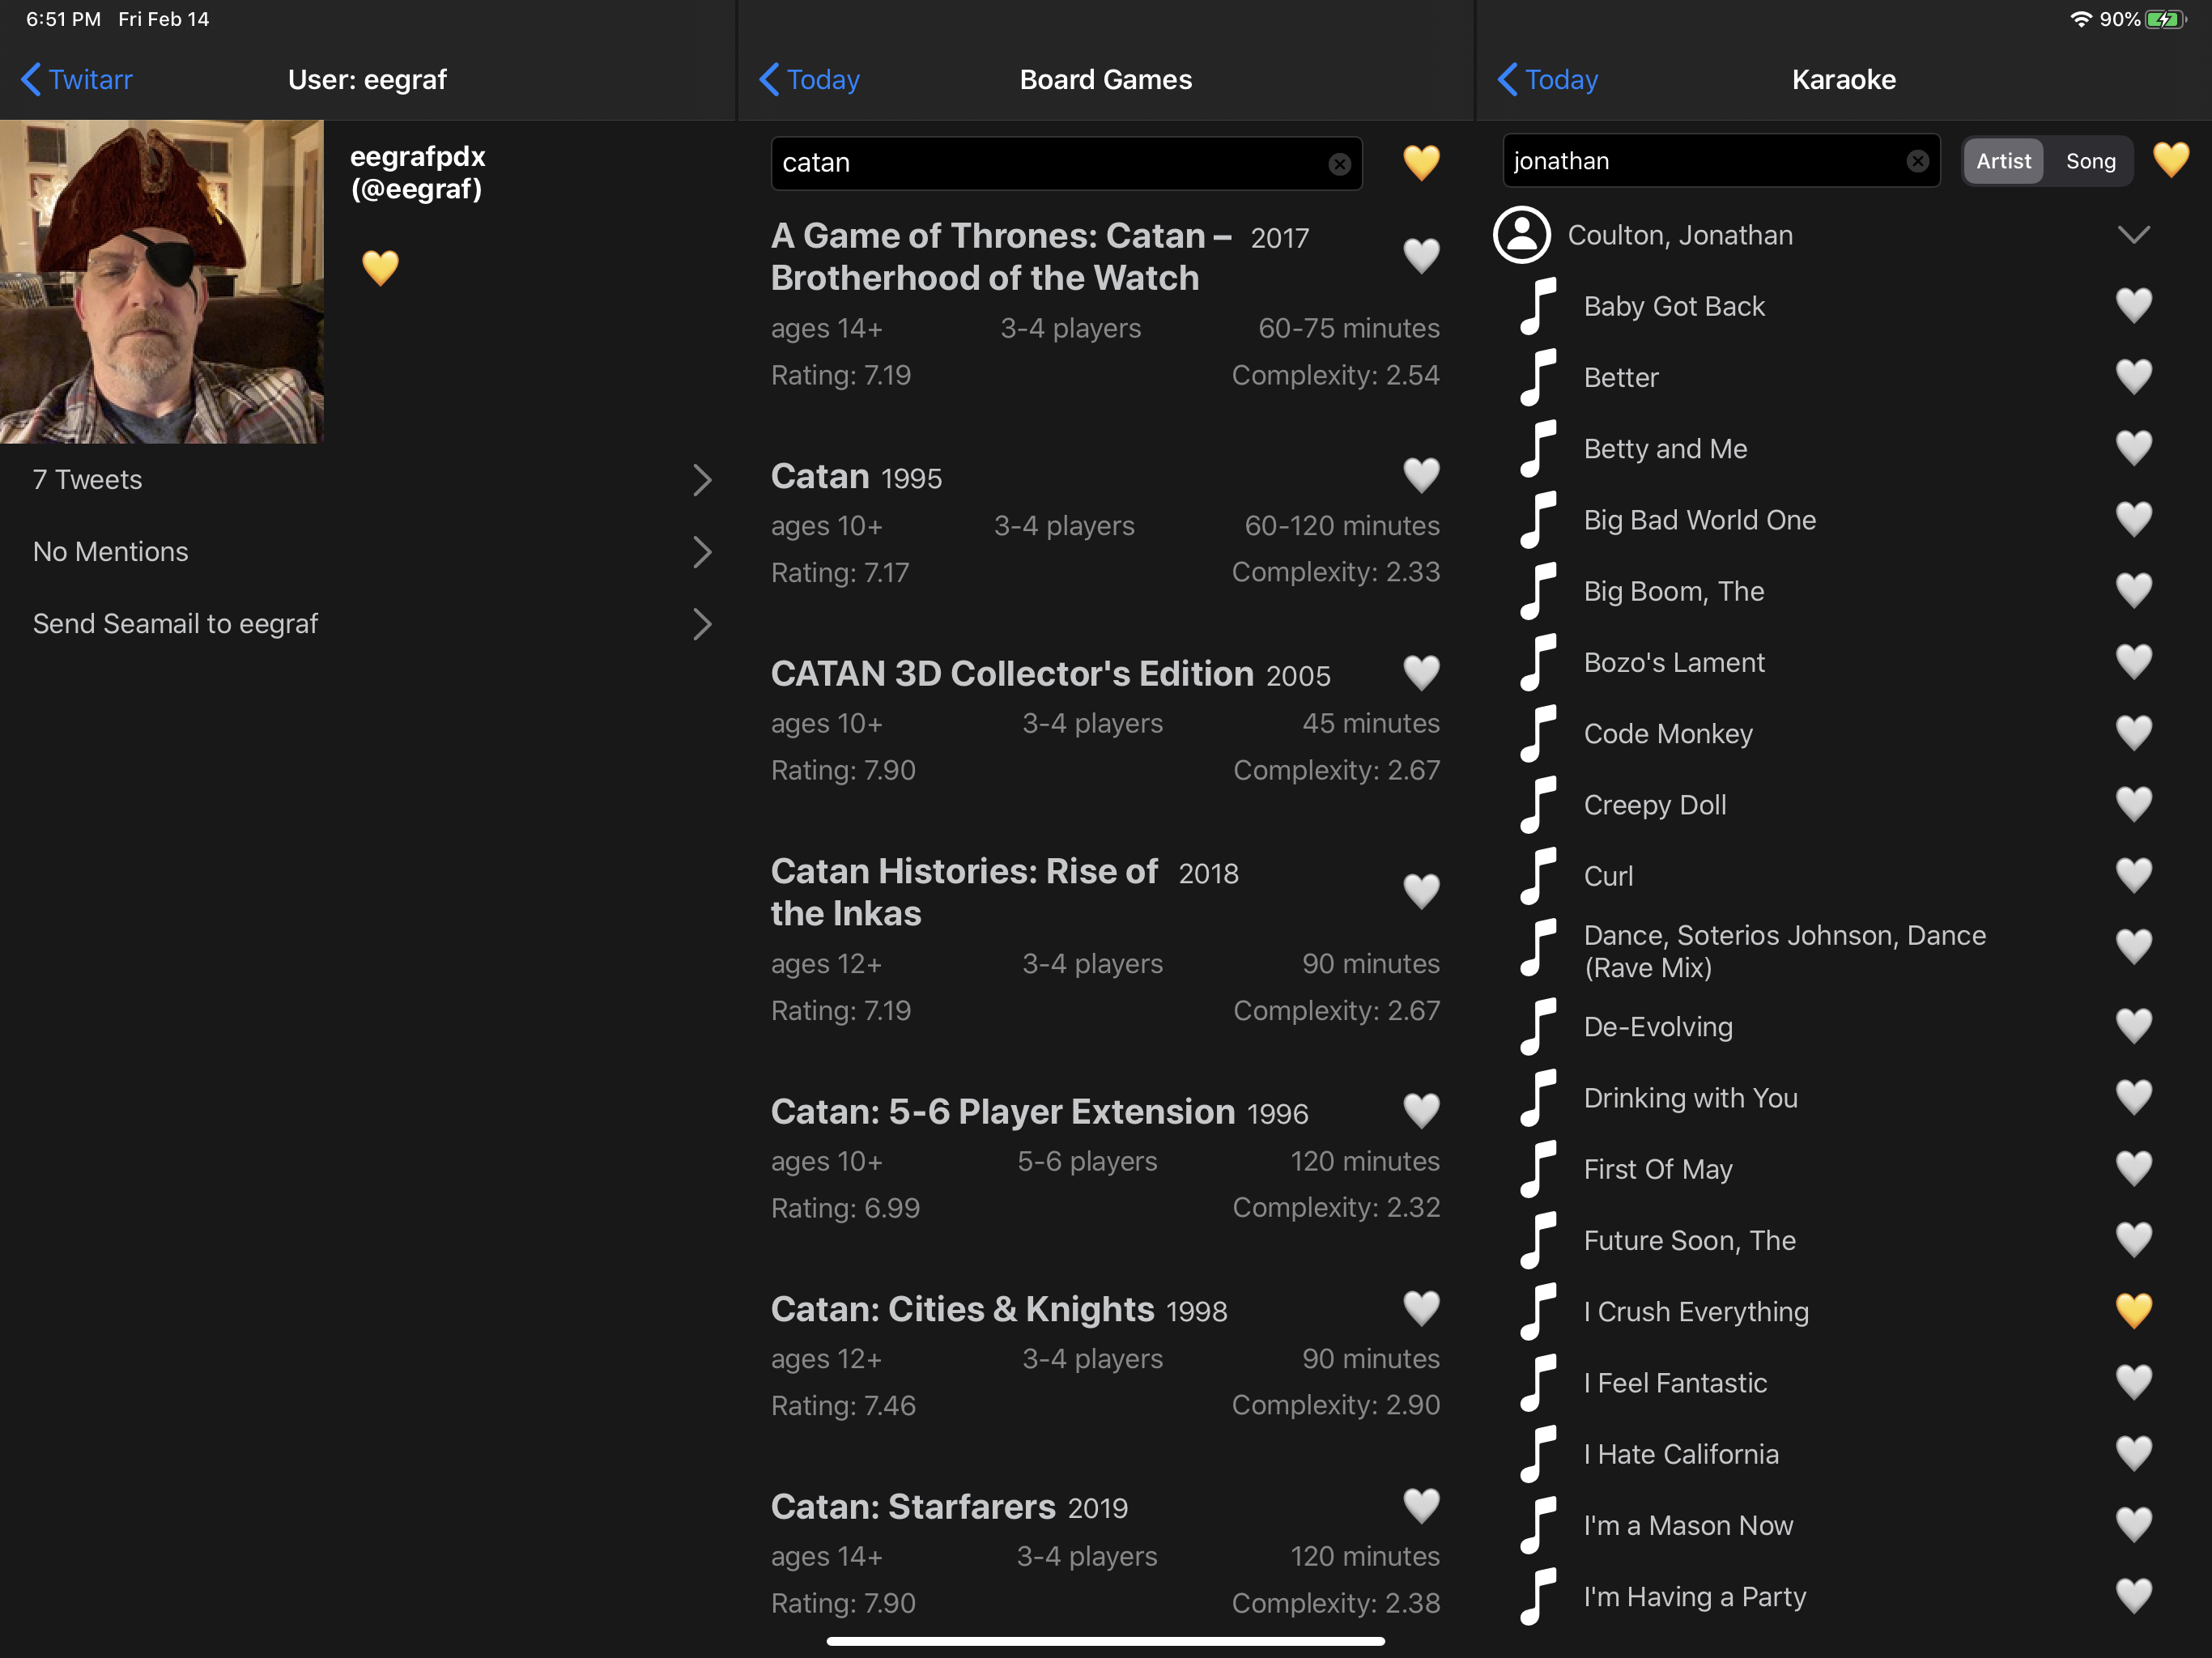 6:51 PM Fri Feb 14
90%
Twitarr
User: eegraf
eegrafpdx
(@eegraf)
7 Tweets
No Mentions
Send Seamail to eegraf
Today
Board Games
catan
A Game of Thrones: Catan – 2017
Brotherhood of the Watch
ages 14+ 3-4 players 60-75 minutes
Rating: 7.19 Complexity: 2.54
Catan 1995
ages 10+ 3-4 players 60-120 minutes
Rating: 7.17 Complexity: 2.33
CATAN 3D Collector's Edition 2005
ages 10+ 3-4 players 45 minutes
Rating: 7.90 Complexity: 2.67
Catan Histories: Rise of 2018
the Inkas
ages 12+ 3-4 players 90 minutes
Rating: 7.19 Complexity: 2.67
Catan: 5-6 Player Extension 1996
ages 10+ 5-6 players 120 minutes
Rating: 6.99 Complexity: 2.32
Catan: Cities & Knights 1998
ages 12+ 3-4 players 90 minutes
Rating: 7.46 Complexity: 2.90
Catan: Starfarers 2019
ages 14+ 3-4 players 120 minutes
Rating: 7.90 Complexity: 2.38
Today
Karaoke
jonathan
Artist Song
Coulton, Jonathan
Baby Got Back
Better
Betty and Me
Big Bad World One
Big Boom, The
Bozo's Lament
Code Monkey
Creepy Doll
Curl
Dance, Soterios Johnson, Dance
(Rave Mix)
De-Evolving
Drinking with You
First Of May
Future Soon, The
I Crush Everything
I Feel Fantastic
I Hate California
I'm a Mason Now
I'm Having a Party